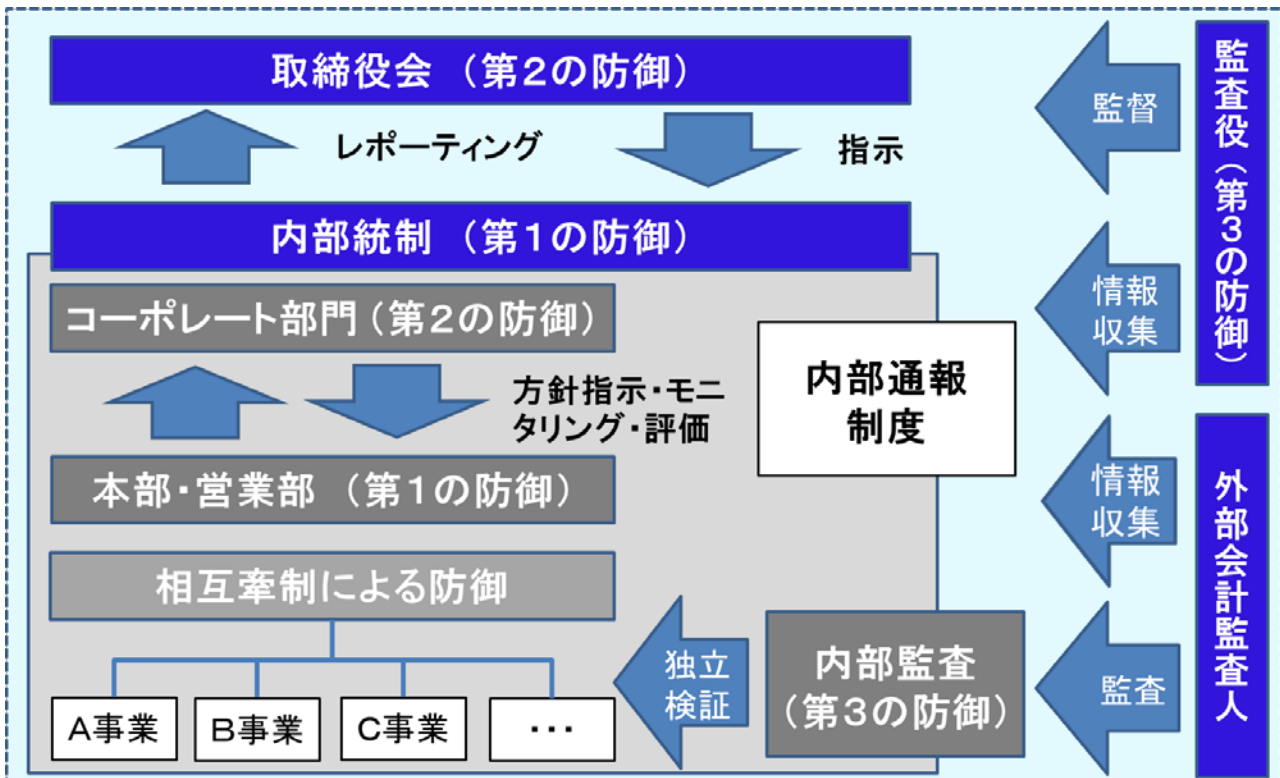 取締役会 （第２の防御）
監督
レポーティング
指示
監査役（第３の防御）
内部統制 （第１の防御）
コーポレート部門（第２の防御）
情報
収集
内部通報
制度
方針指示・モニ
タリング・評価
本部・営業部 （第１の防御）
情報
収集
外部会計監査人
相互牽制による防御
独立
検証
内部監査
（第３の防御）
監査
A事業
B事業
C事業
・・・